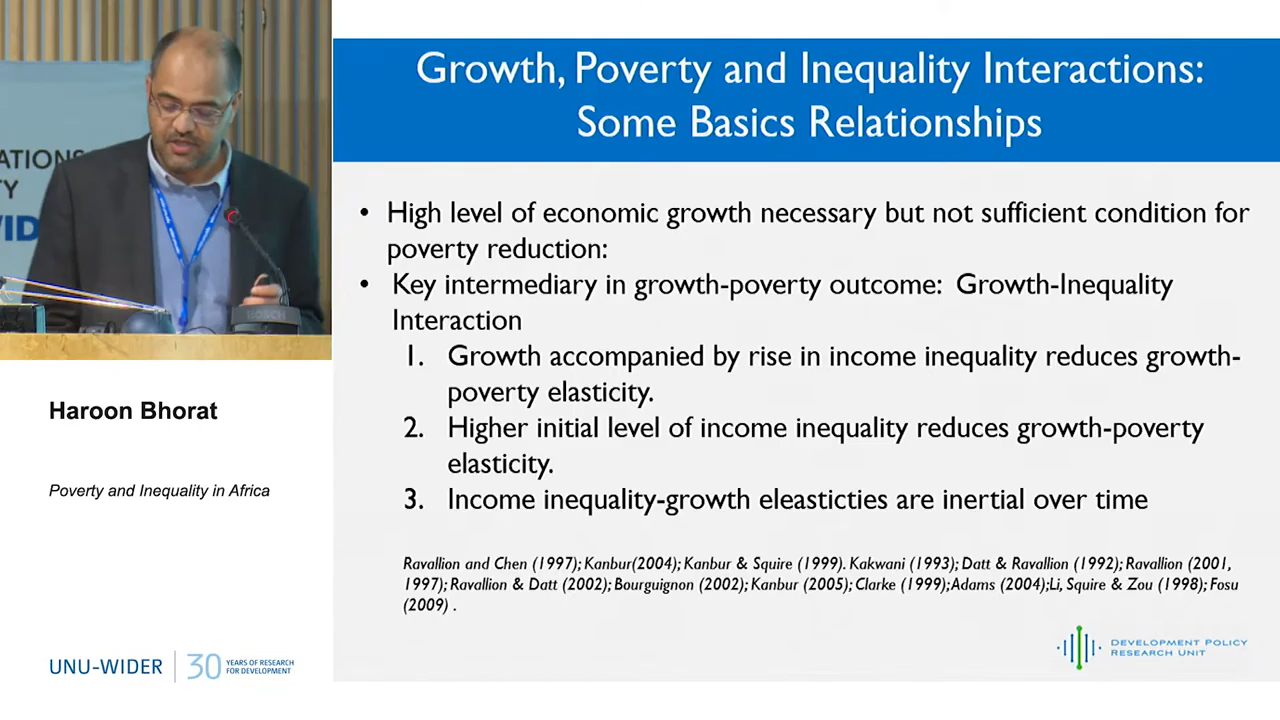 ATIONS
TY
WID
BOSCH
Haroon Bhorat
Poverty and Inequality in Africa
UNU-WIDER
30
YEARS OF RESEARCH
FOR DEVELOPMENT
Growth, Poverty and Inequality Interactions:
Some Basics Relationships
• High level of economic growth necessary but not sufficient condition for
poverty reduction:
• Key intermediary in growth-poverty outcome: Growth-Inequality
Interaction
1. Growth accompanied by rise in income inequality reduces growth-
poverty elasticity.
2. Higher initial level of income inequality reduces growth-poverty
elasticity.
3. Income inequality-growth eleasticties are inertial over time
Ravallion and Chen (1997); Kanbur(2004); Kanbur & Squire (1999). Kakwani (1993); Datt & Ravallion (1992); Ravallion (2001,
1997); Ravallion & Datt (2002); Bourguignon (2002); Kanbur (2005); Clarke (1999);Adams (2004);Li, Squire & Zou (1998); Fosu
(2009) .
DEVELOPMENT POLICY
RESEARCH UNIT